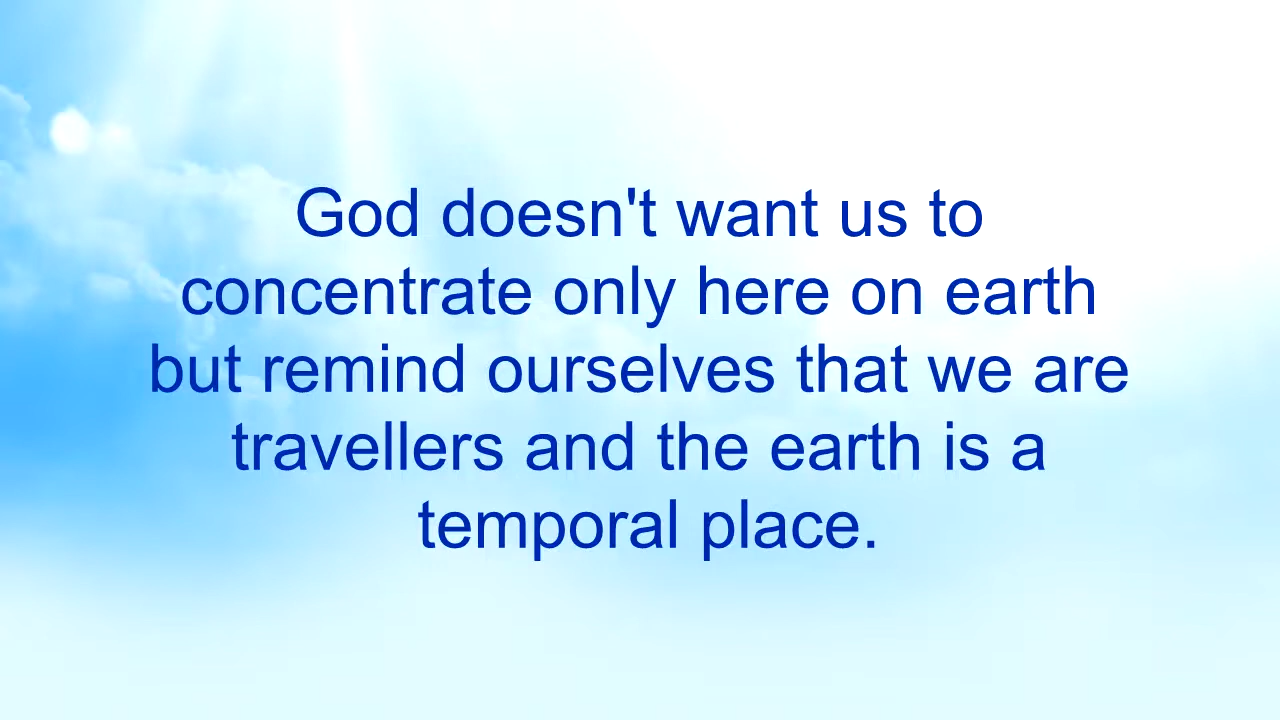 God doesn't want us to
concentrate only here on earth
but remind ourselves that we are
travellers and the earth is a
temporal place.